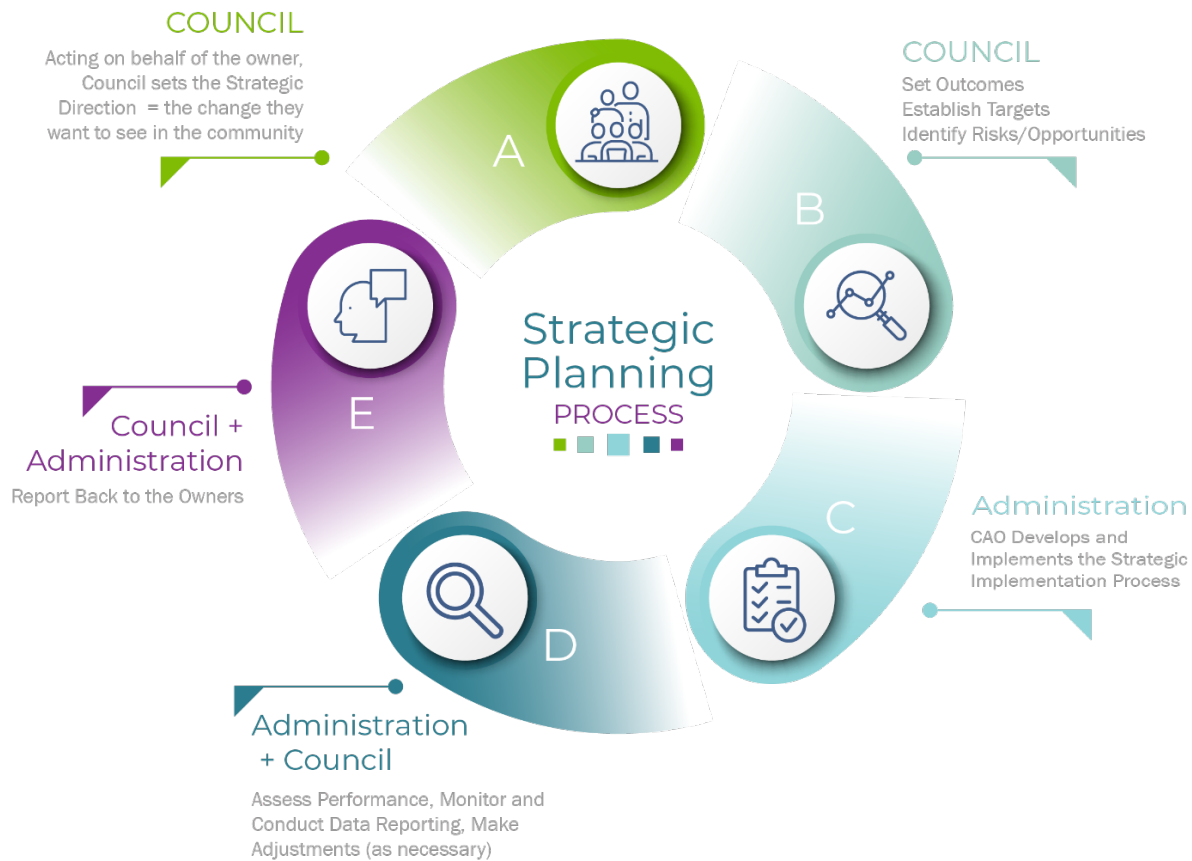 COUNCIL
Acting on behalf of the owner,
Council sets the Strategic
Direction = the change they
want to see in the community
A
COUNCIL
Set Outcomes
Establish Targets
Identify Risks/Opportunities
B
Strategic
Planning
PROCESS
C
Administration
CAO Develops and
Implements the Strategic
Implementation Process
D
Administration
+ Council
Assess Performance, Monitor and
Conduct Data Reporting, Make
Adjustments (as necessary)
E
Council +
Administration
Report Back to the Owners